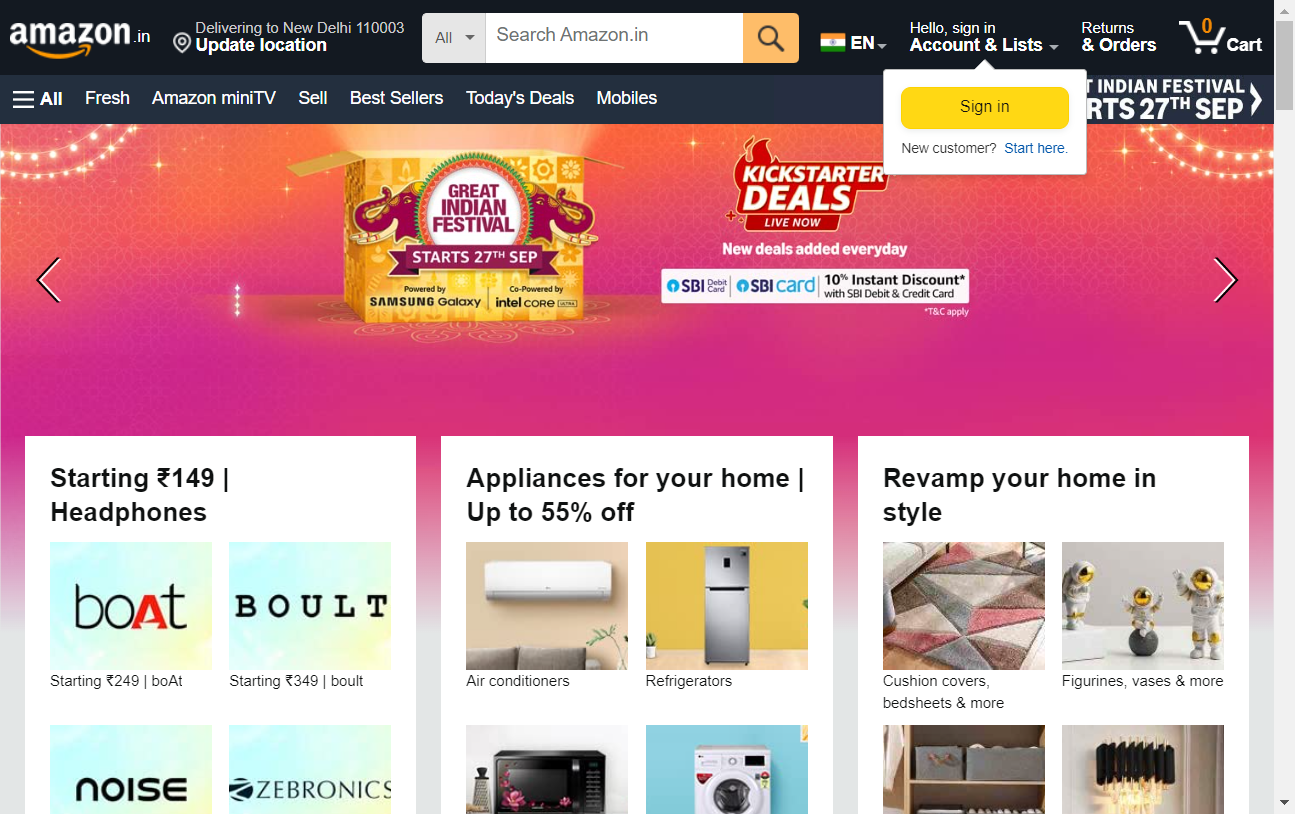 amazon.in
Delivering to New Delhi 110003
Update location
All
Search Amazon.in
EN
Hello, sign in
Account & Lists
Returns
& Orders
0
Cart
All
Fresh
Amazon miniTV
Sell
Best Sellers
Today's Deals
Mobiles
T INDIAN FESTIVAL
RTS 27TH SEP
Sign in
New customer? Start here.
GREAT
INDIAN
FESTIVAL
STARTS 27TH SEP
Powered by
SAMSUNG Galaxy
Co-Powered by
intel CORE ULTRA
KICKSTARTER
DEALS
LIVE NOW
New deals added everyday
SBI Debit Card
SBI card
10% Instant Discount*
with SBI Debit & Credit Card
*T&C apply
Starting ₹149 |
Headphones
boAt
BOULT
Starting ₹249 | boAt
Starting ₹349 | boult
NOISE
ZEBRONICS
Appliances for your home |
Up to 55% off
Air conditioners
Refrigerators
Revamp your home in
style
Cushion covers,
bedsheets & more
Figurines, vases & more